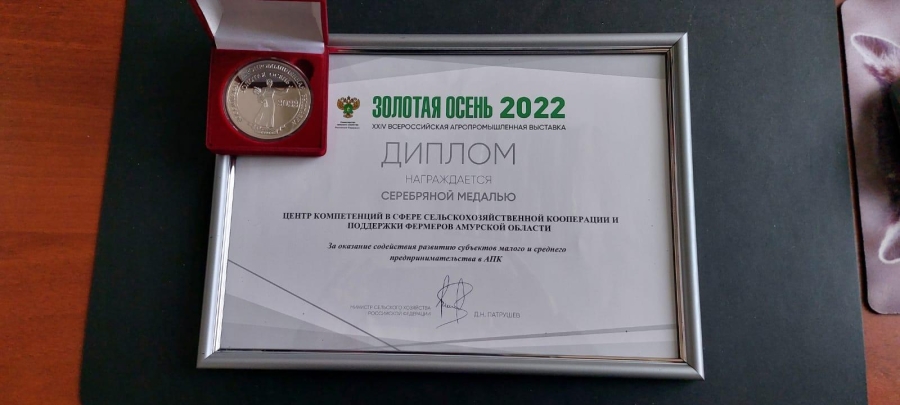 ЗОЛОТАЯ ОСЕНЬ 2022
XXIV ВСЕРОССИЙСКАЯ АГРОПРОМЫШЛЕННАЯ ВЫСТАВКА
ДИПЛОМ
НАГРАЖДАЕТСЯ
СЕРЕБРЯНОЙ МЕДАЛЬЮ
ЦЕНТР КОМПЕТЕНЦИЙ В СФЕРЕ СЕЛЬСКОХОЗЯЙСТВЕННОЙ КООПЕРАЦИИ И
ПОДДЕРЖКИ ФЕРМЕРОВ АМУРСКОЙ ОБЛАСТИ
За оказание содействия развитию субъектов малого и среднего
предпринимательства в АПК
МИНИСТР СЕЛЬСКОГО ХОЗЯЙСТВА
РОССИЙСКОЙ ФЕДЕРАЦИИ
Д.Н. ПАТРУШЕВ